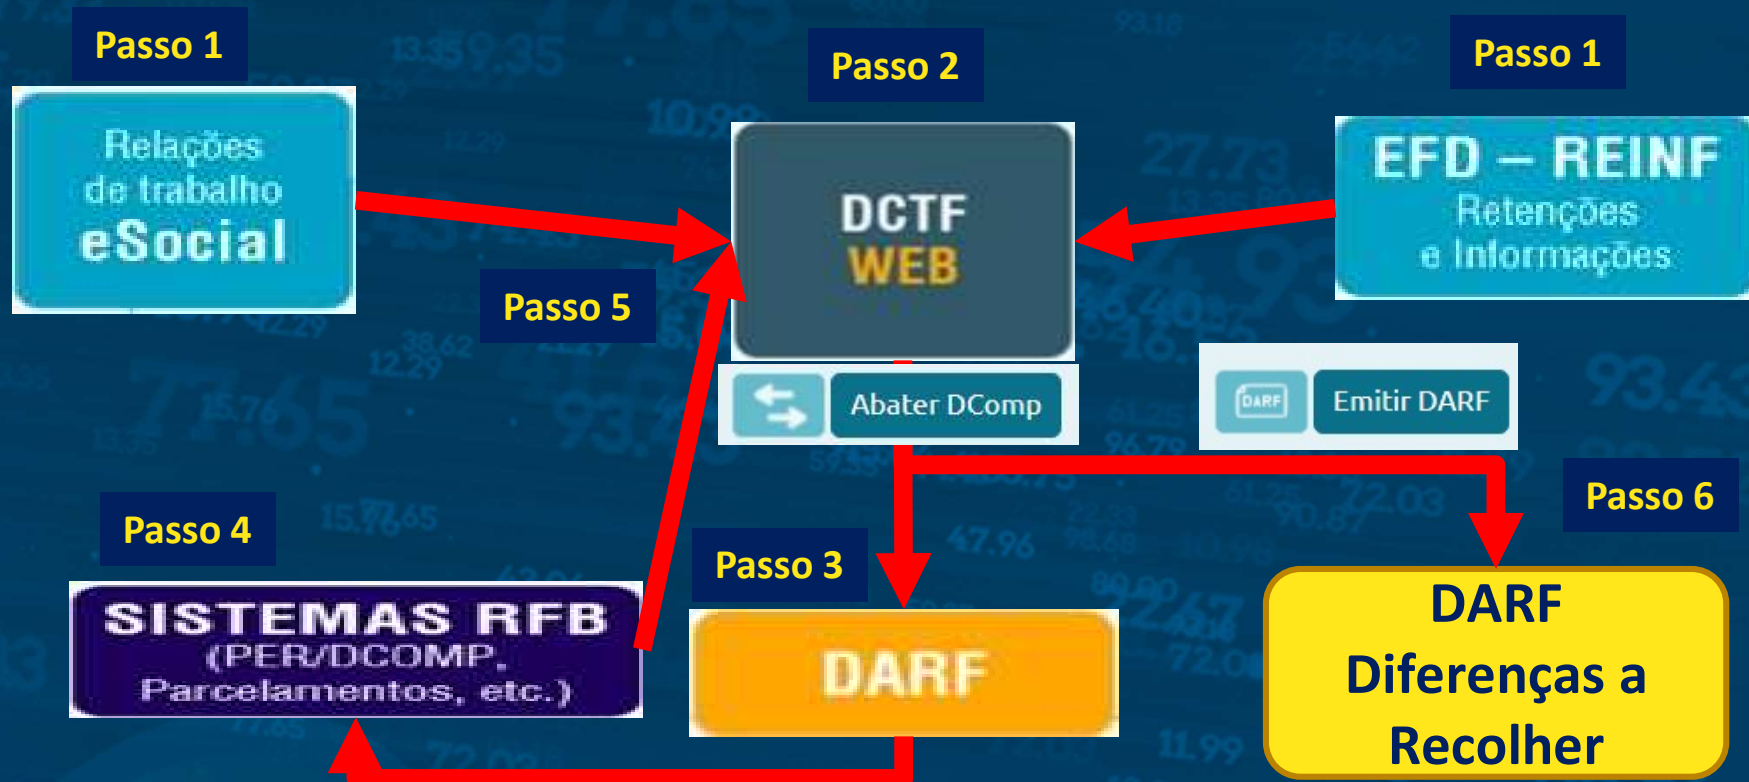 Passo 1
Relações
de trabalho
eSocial
Passo 2
DCTF
WEB
Passo 1
EFD – REINF
Retenções
e Informações
Passo 5
Abater DComp
DARF
Emitir DARF
Passo 4
SISTEMAS RFB
(PER/DCOMP,
Parcelamentos, etc.)
Passo 3
DARF
Passo 6
DARF
Diferenças a
Recolher